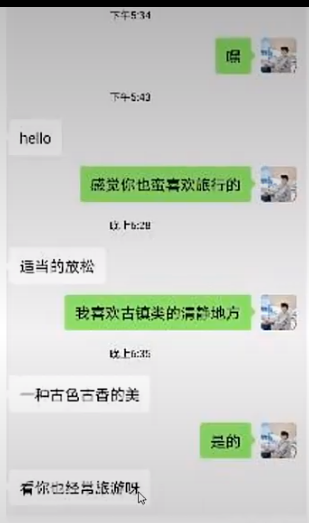 下午5:34
嘿
下午5:43
hello
感觉你也蛮喜欢旅行的
晚上6:28
适当的放松
我喜欢古镇类的清静地方
晚上6:35
一种古色古香的美
是的
看你也经常旅游呀